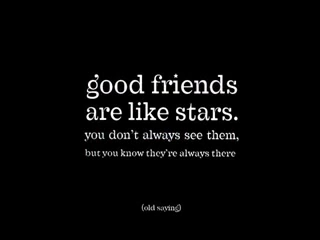 good friends
are like stars.
you don't always see them,
but you know they're always there
(old saying)